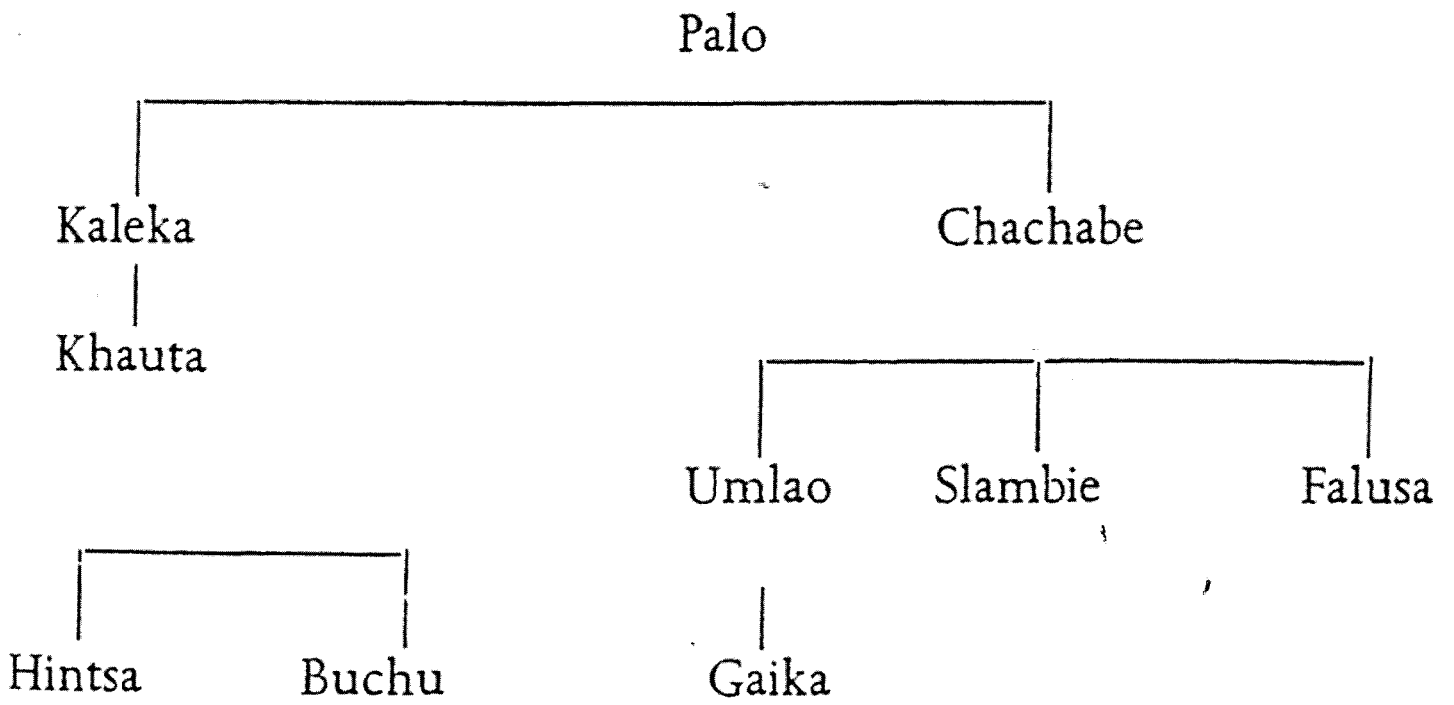 Palo
Kaleka Chachabe
Khauta
Umlao Slambie Falusa
Hintsa Buchu Gaika